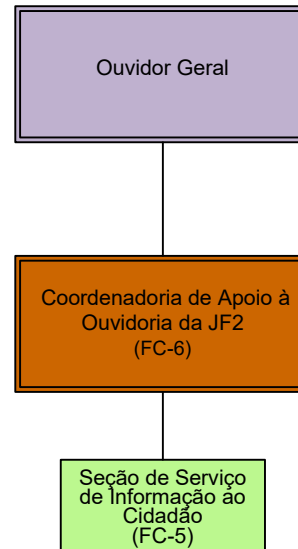 Ouvidor Geral
Coordenadoria de Apoio à
Ouvidoria da JF2
(FC-6)
Seção de Serviço
de Informação ao
Cidadão
(FC-5)